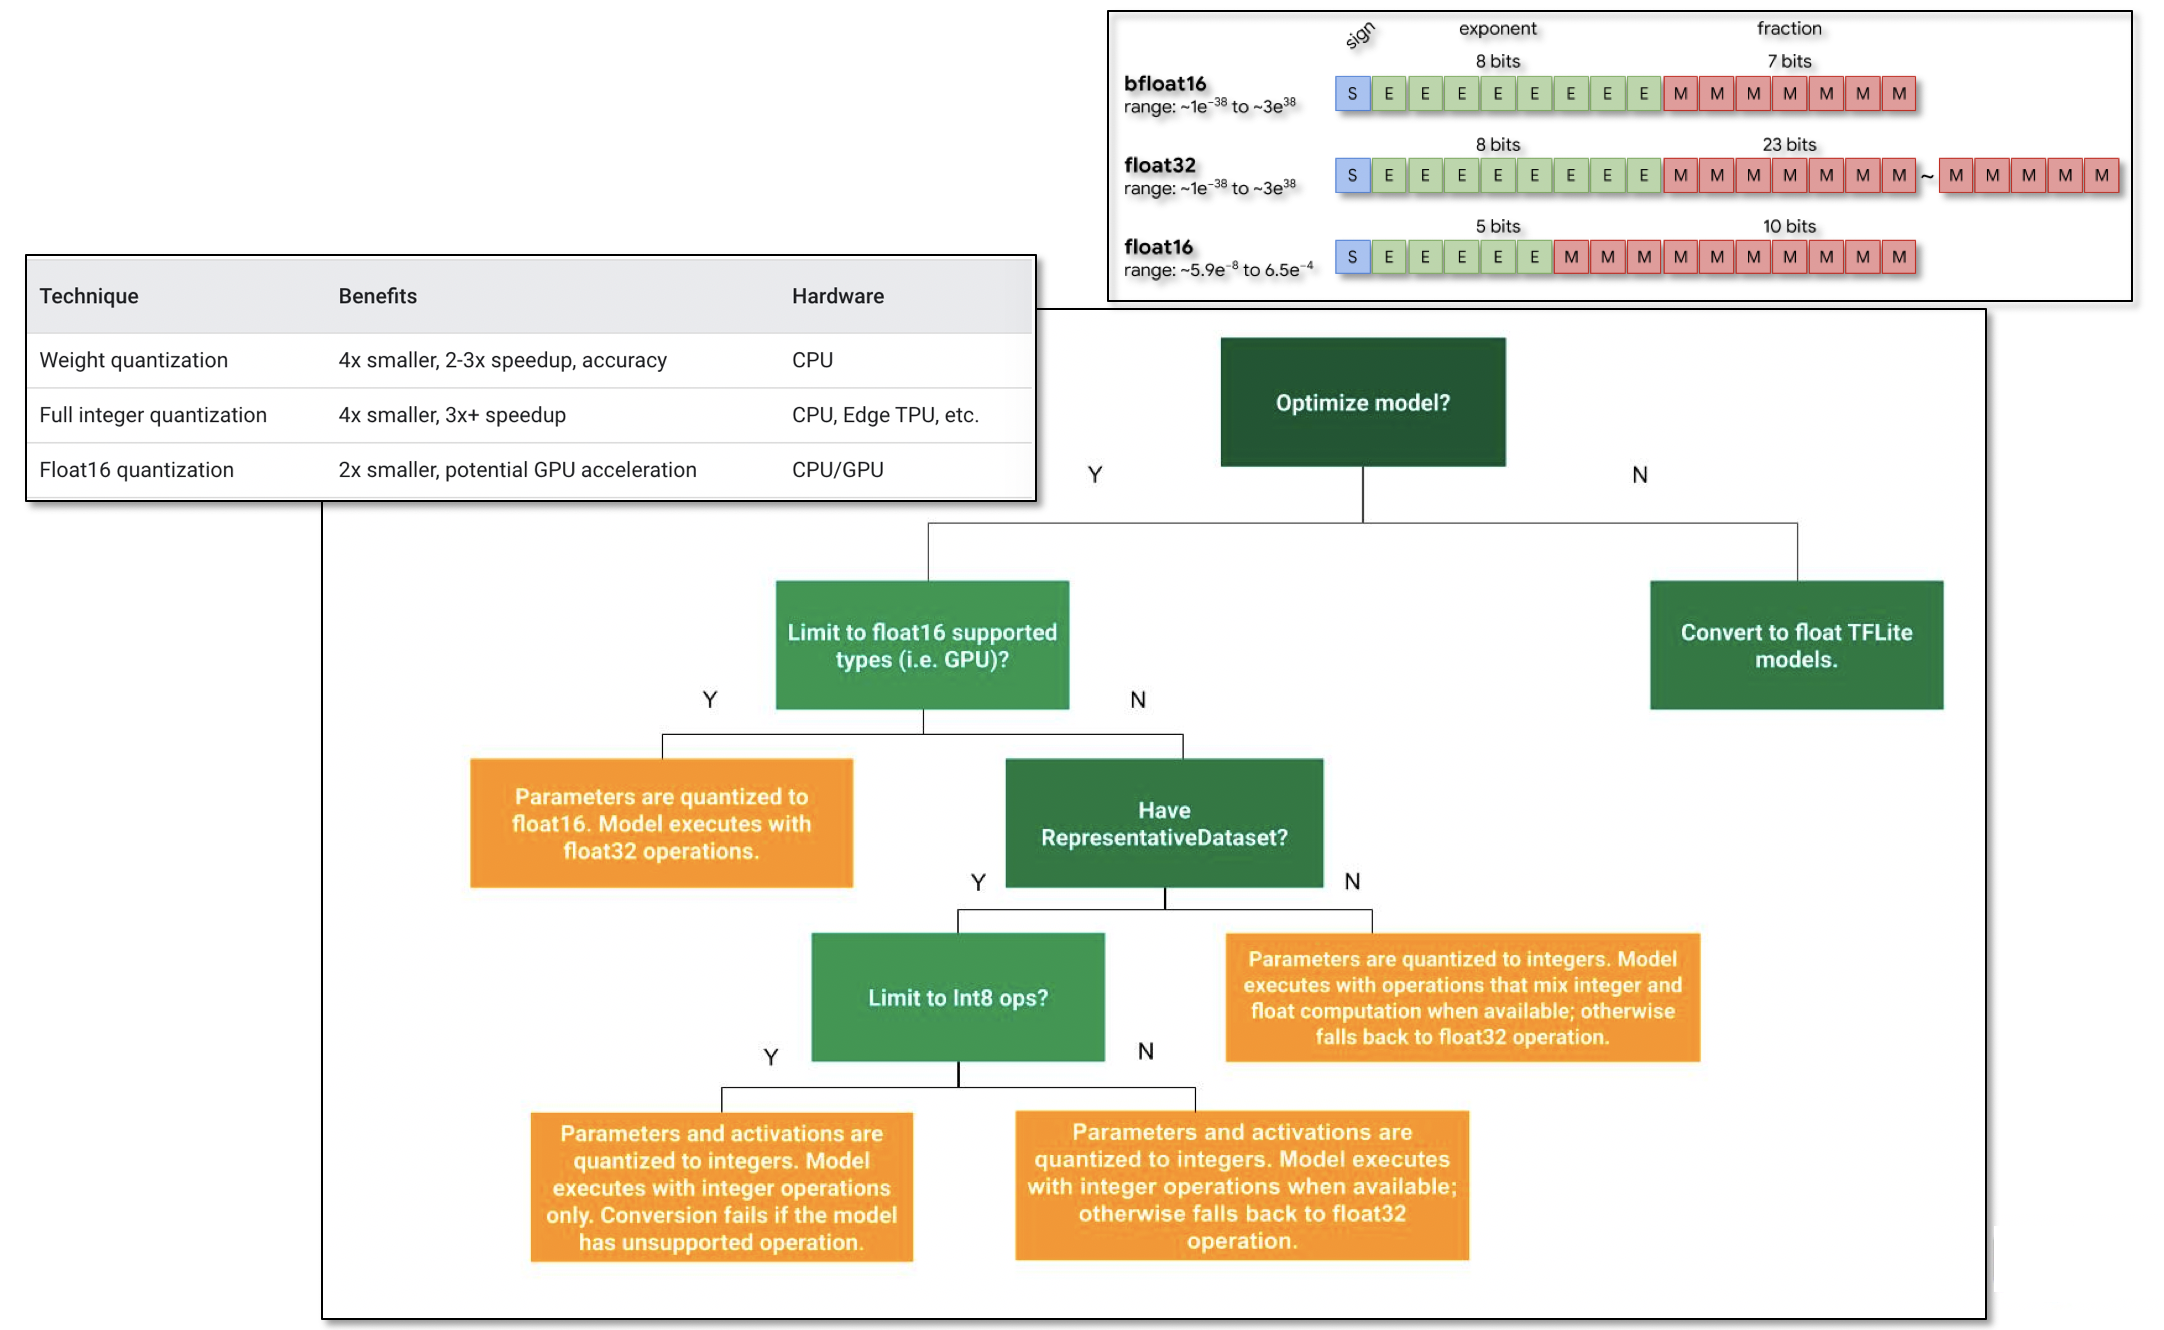 sign exponent fraction
8 bits 7 bits
bfloat16
range: ~1e⁻³⁸ to ~3e³⁸
S E E E E E E E E M M M M M M M
8 bits 23 bits
float32
range: ~1e⁻³⁸ to ~3e³⁸
S E E E E E E E E M M M M M M M ~ M M M M M
5 bits 10 bits
float16
range: ~5.9e⁻⁸ to 6.5e⁻⁴
S E E E E E M M M M M M M M M M
Technique Benefits Hardware
Weight quantization 4x smaller, 2-3x speedup, accuracy CPU
Full integer quantization 4x smaller, 3x+ speedup CPU, Edge TPU, etc.
Float16 quantization 2x smaller, potential GPU acceleration CPU/GPU
Optimize model?
Y N
Limit to float16 supported
types (i.e. GPU)?
Convert to float TFLite
models.
Y N
Parameters are quantized to
float16. Model executes with
float32 operations.
Have
RepresentativeDataset?
Y N
Limit to Int8 ops?
Parameters are quantized to integers. Model
executes with operations that mix integer and
float computation when available; otherwise
falls back to float32 operation.
Y N
Parameters and activations are
quantized to integers. Model
executes with integer operations
only. Conversion fails if the model
has unsupported operation.
Parameters and activations are
quantized to integers. Model executes
with integer operations when available;
otherwise falls back to float32
operation.